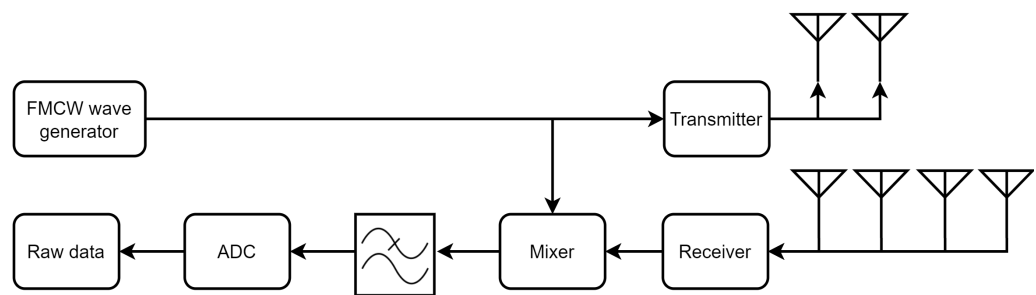 FMCW wave
generator
Transmitter
Raw data
ADC
Mixer
Receiver